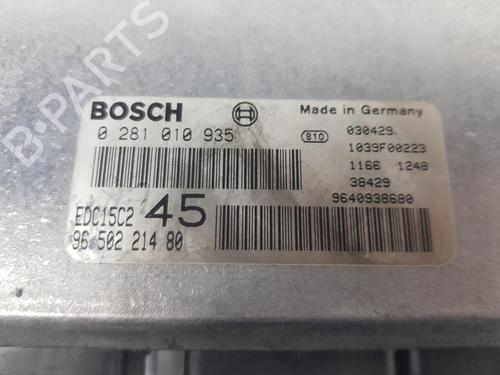 B-PARTS
BOSCH
Made in Germany
0 281 010 935
810
030429
1039F00223
1166 1248
38429
9640938680
EDC15C2 45
96 502 214 80